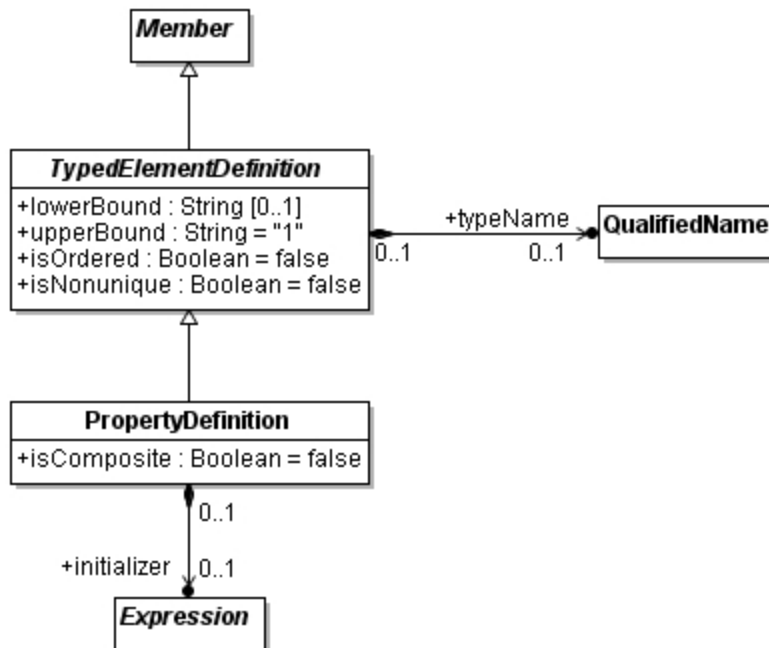 Member
TypedElementDefinition
+lowerBound : String [0..1]
+upperBound : String = "1"
+isOrdered : Boolean = false
+isNonunique : Boolean = false
+typeName
0..1
0..1
QualifiedName
PropertyDefinition
+isComposite : Boolean = false
0..1
+initializer
0..1
Expression